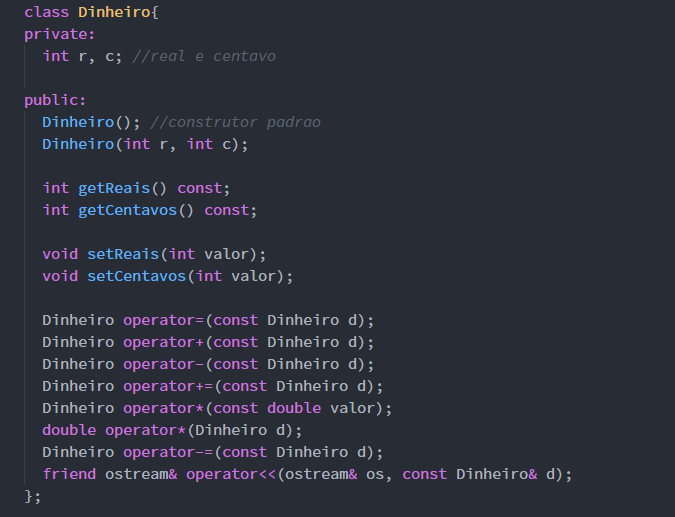 class Dinheiro{
private:
  int r, c; //real e centavo

public:
  Dinheiro(); //construtor padrao
  Dinheiro(int r, int c);

  int getReais() const;
  int getCentavos() const;

  void setReais(int valor);
  void setCentavos(int valor);

  Dinheiro operator=(const Dinheiro d);
  Dinheiro operator+(const Dinheiro d);
  Dinheiro operator-(const Dinheiro d);
  Dinheiro operator+=(const Dinheiro d);
  Dinheiro operator*(const double valor);
  double operator*(Dinheiro d);
  Dinheiro operator-=(const Dinheiro d);
  friend ostream& operator<<(ostream& os, const Dinheiro& d);
};